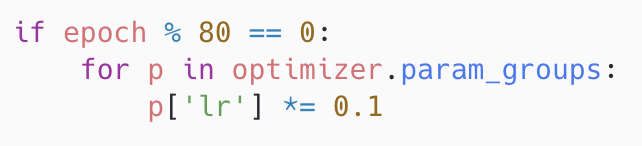 if epoch % 80 == 0:
    for p in optimizer.param_groups:
        p['lr'] *= 0.1